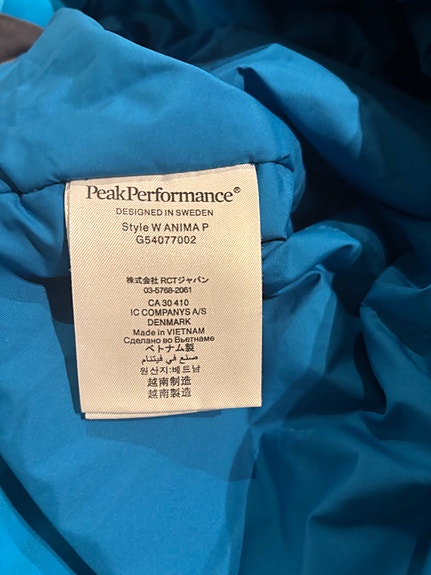 PeakPerformance®
DESIGNED IN SWEDEN
Style W ANIMA P
G54077002
株式会社 RCTジャパン
03-5768-2061
CA 30 410
IC COMPANYS A/S
DENMARK
Made in VIETNAM
Сделано во Вьетнаме
ベトナム製
صنع في فيتنام
원산지:베트남
越南制造
越南製造